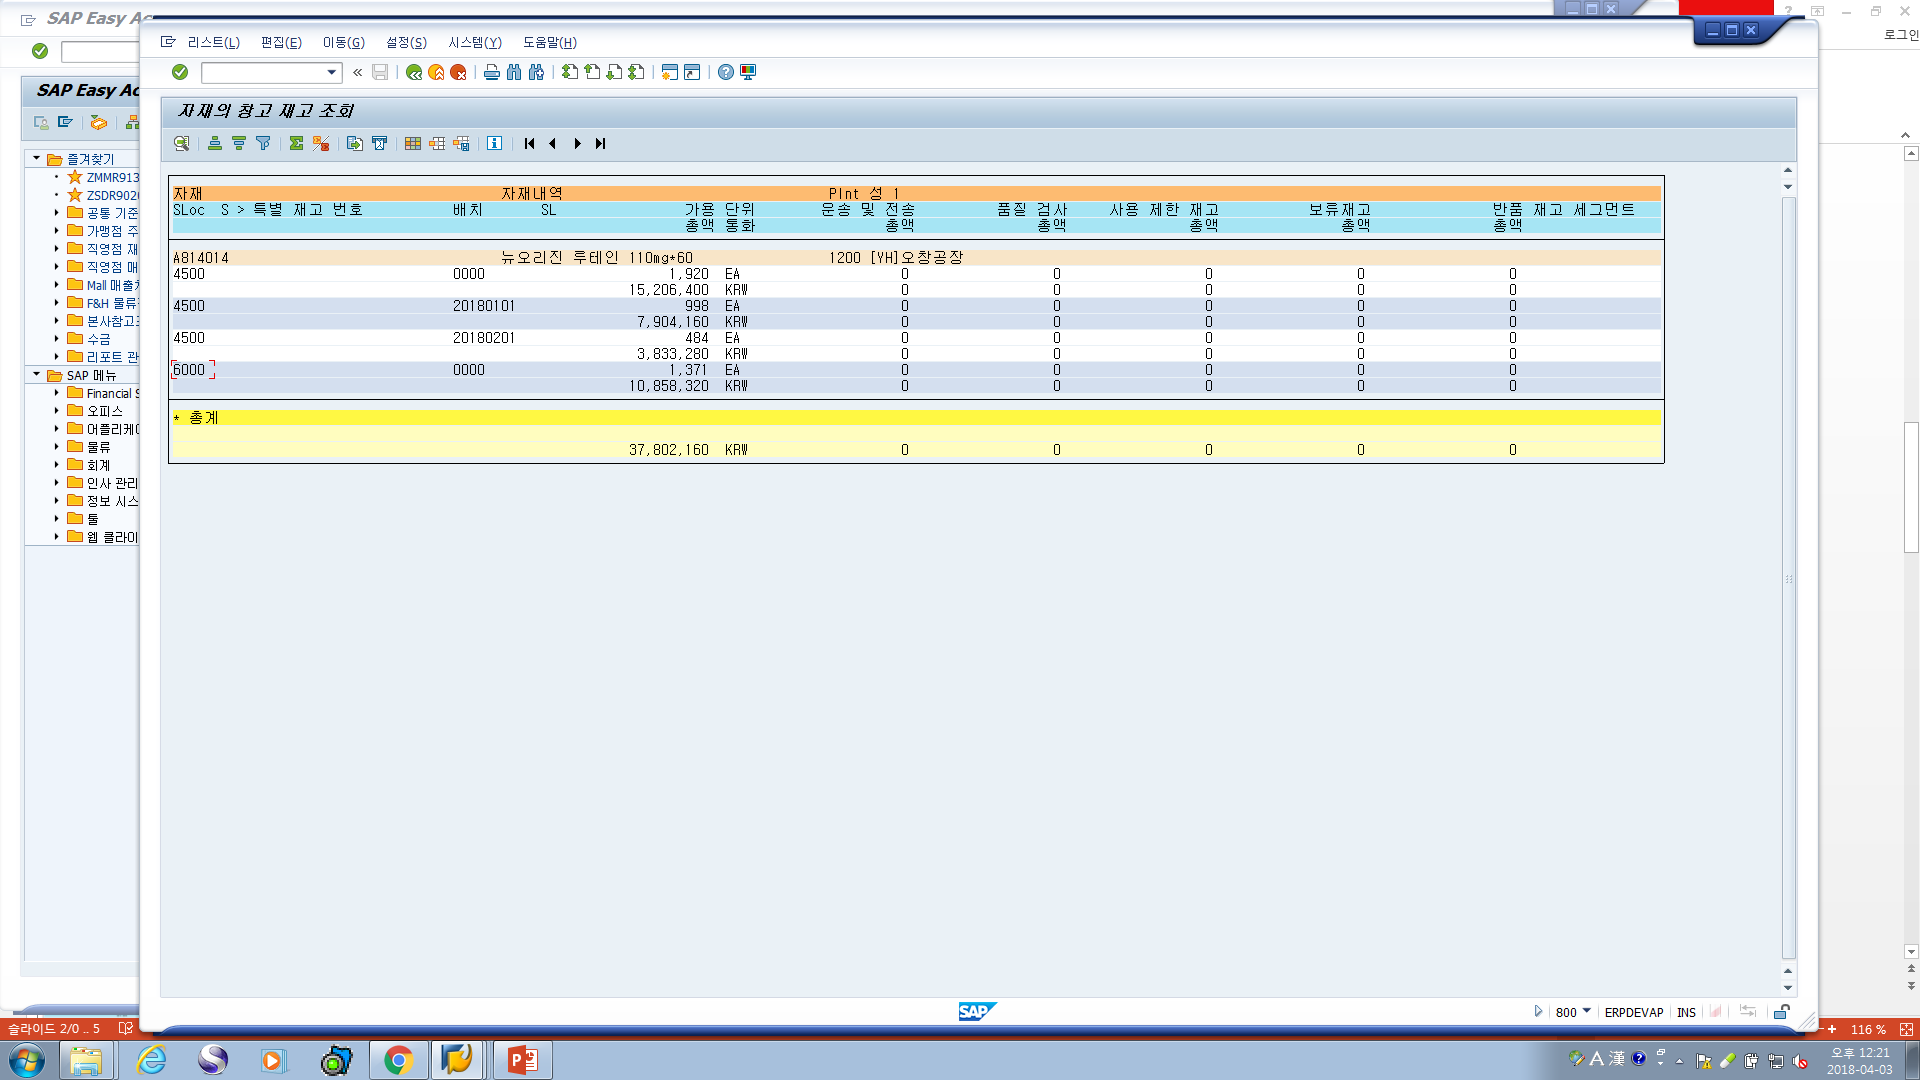 SAP Easy Ac
로그인
리스트(L) 편집(E) 이동(G) 설정(S) 시스템(Y) 도움말(H)
SAP Easy Ac
자재의 창고 재고 조회
즐겨찾기
ZMMR913
ZSDR902
공통 기준
가맹점 주
직영점 재
직영점 매
Mall 매출
F&H 물류
본사참고
수금
리포트 관
SAP 메뉴
Financial S
오피스
어플리케
물류
회계
인사 관리
정보 시스
툴
웹 클라이
자재 자재내역 Plnt 성 1
SLoc S > 특별 재고 번호 배치 SL 가용 단위 운송 및 전송 품질 검사 사용 제한 재고 보류재고 반품 재고 세그먼트
총액 통화 총액 총액 총액 총액 총액
A814014 뉴오리진 루테인 110mg*60 1200 [YH]오창공장
4500 0000 1,920 EA 0 0 0 0 0
15,206,400 KRW 0 0 0 0 0
4500 20180101 998 EA 0 0 0 0 0
7,904,160 KRW 0 0 0 0 0
4500 20180201 484 EA 0 0 0 0 0
3,833,280 KRW 0 0 0 0 0
6000 0000 1,371 EA 0 0 0 0 0
10,858,320 KRW 0 0 0 0 0
* 총계
37,802,160 KRW 0 0 0 0 0
SAP
800 ERPDEVAP INS
슬라이드 2/0 .. 5
116 %
A 漢
오후 12:21
2018-04-03